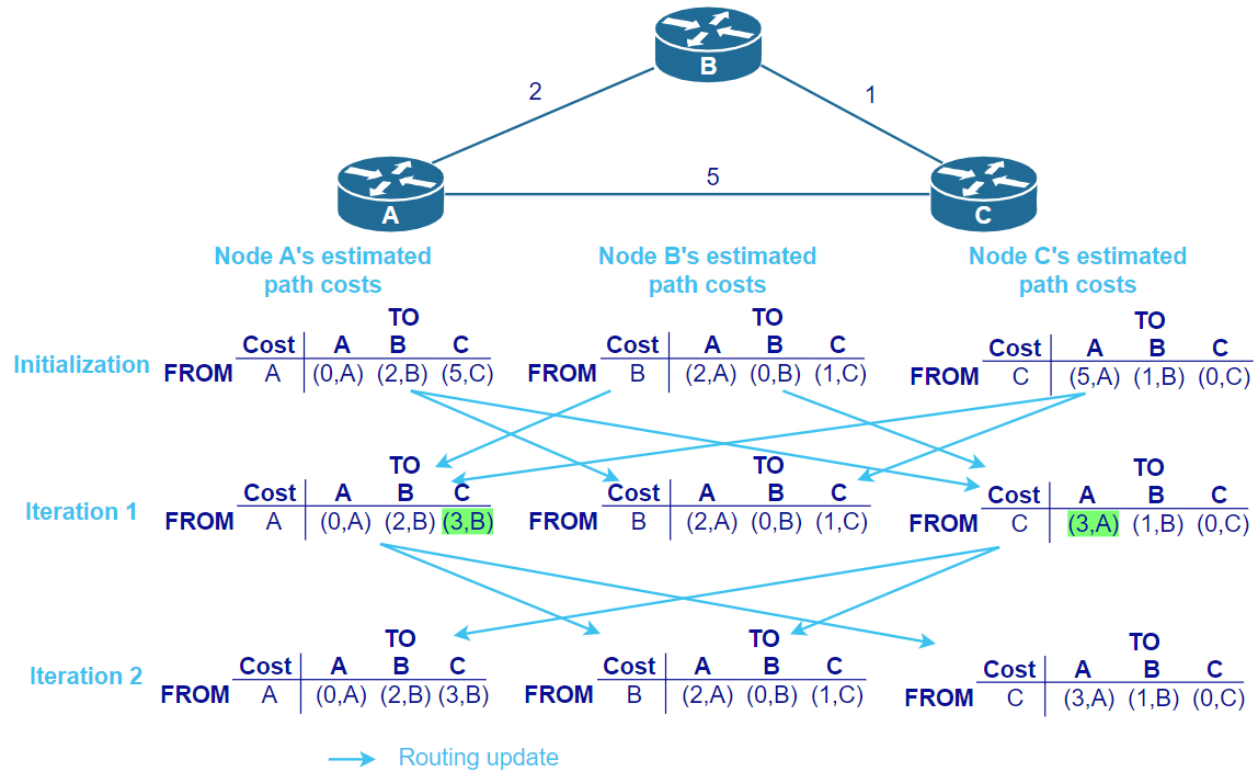 B
2
1
5
A
C
Node A's estimated
path costs
Node B's estimated
path costs
Node C's estimated
path costs
Initialization
TO
Cost A B C
FROM A (0,A) (2,B) (5,C)
TO
Cost A B C
FROM B (2,A) (0,B) (1,C)
TO
Cost A B C
FROM C (5,A) (1,B) (0,C)
Iteration 1
TO
Cost A B C
FROM A (0,A) (2,B) (3,B)
TO
Cost A B C
FROM B (2,A) (0,B) (1,C)
TO
Cost A B C
FROM C (3,A) (1,B) (0,C)
Iteration 2
TO
Cost A B C
FROM A (0,A) (2,B) (3,B)
TO
Cost A B C
FROM B (2,A) (0,B) (1,C)
TO
Cost A B C
FROM C (3,A) (1,B) (0,C)
Routing update